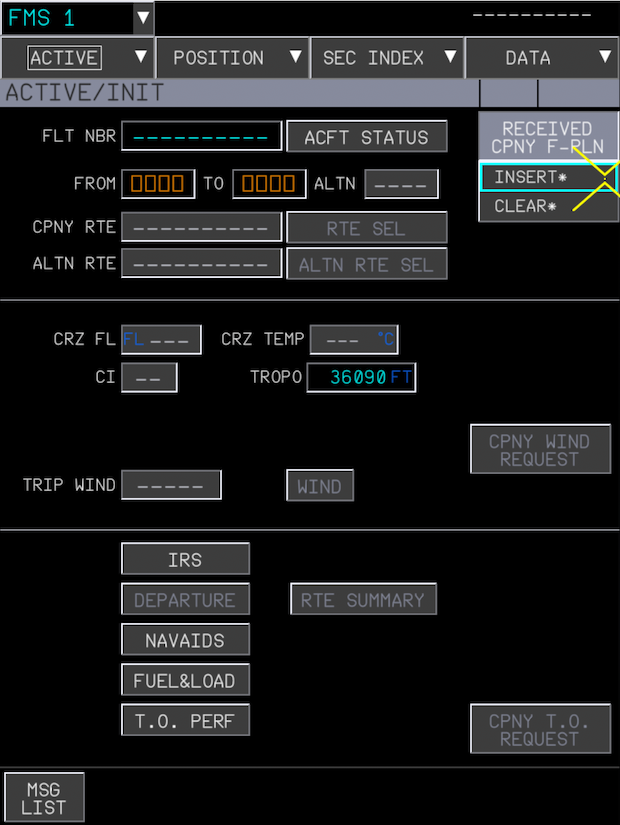 FMS 1
----------
ACTIVE POSITION SEC INDEX DATA
ACTIVE/INIT
FLT NBR ---------- ACFT STATUS
RECEIVED
CPNY F-PLN
FROM ▯▯▯▯ TO ▯▯▯▯ ALTN ----
INSERT*
CLEAR*
CPNY RTE ---------- RTE SEL
ALTN RTE ---------- ALTN RTE SEL
CRZ FL FL --- CRZ TEMP --- °C
CI -- TROPO 36090 FT
CPNY WIND
REQUEST
TRIP WIND ----- WIND
IRS
DEPARTURE RTE SUMMARY
NAVAIDS
FUEL&LOAD
T.O. PERF
CPNY T.O.
REQUEST
MSG
LIST